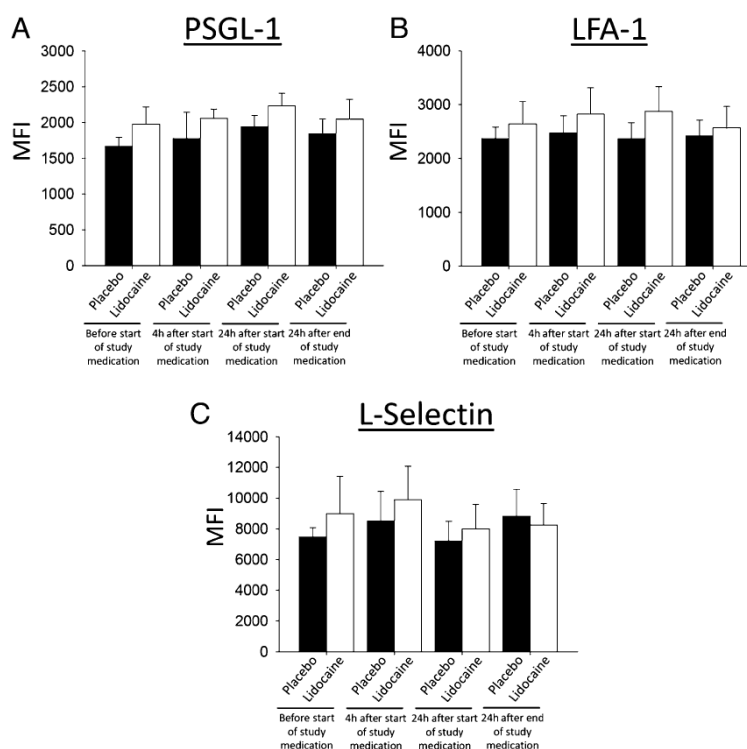 A
PSGL-1
3000
2500
2000
1500
1000
500
0
MFI
Placebo
Lidocaine
Placebo
Lidocaine
Placebo
Lidocaine
Placebo
Lidocaine
Before start
of study
medication
4h after start
of study
medication
24h after start
of study
medication
24h after end
of study
medication
B
LFA-1
4000
3000
2000
1000
0
MFI
Placebo
Lidocaine
Placebo
Lidocaine
Placebo
Lidocaine
Placebo
Lidocaine
Before start
of study
medication
4h after start
of study
medication
24h after start
of study
medication
24h after end
of study
medication
C
L-Selectin
14000
12000
10000
8000
6000
4000
2000
0
MFI
Placebo
Lidocaine
Placebo
Lidocaine
Placebo
Lidocaine
Placebo
Lidocaine
Before start
of study
medication
4h after start
of study
medication
24h after start
of study
medication
24h after end
of study
medication